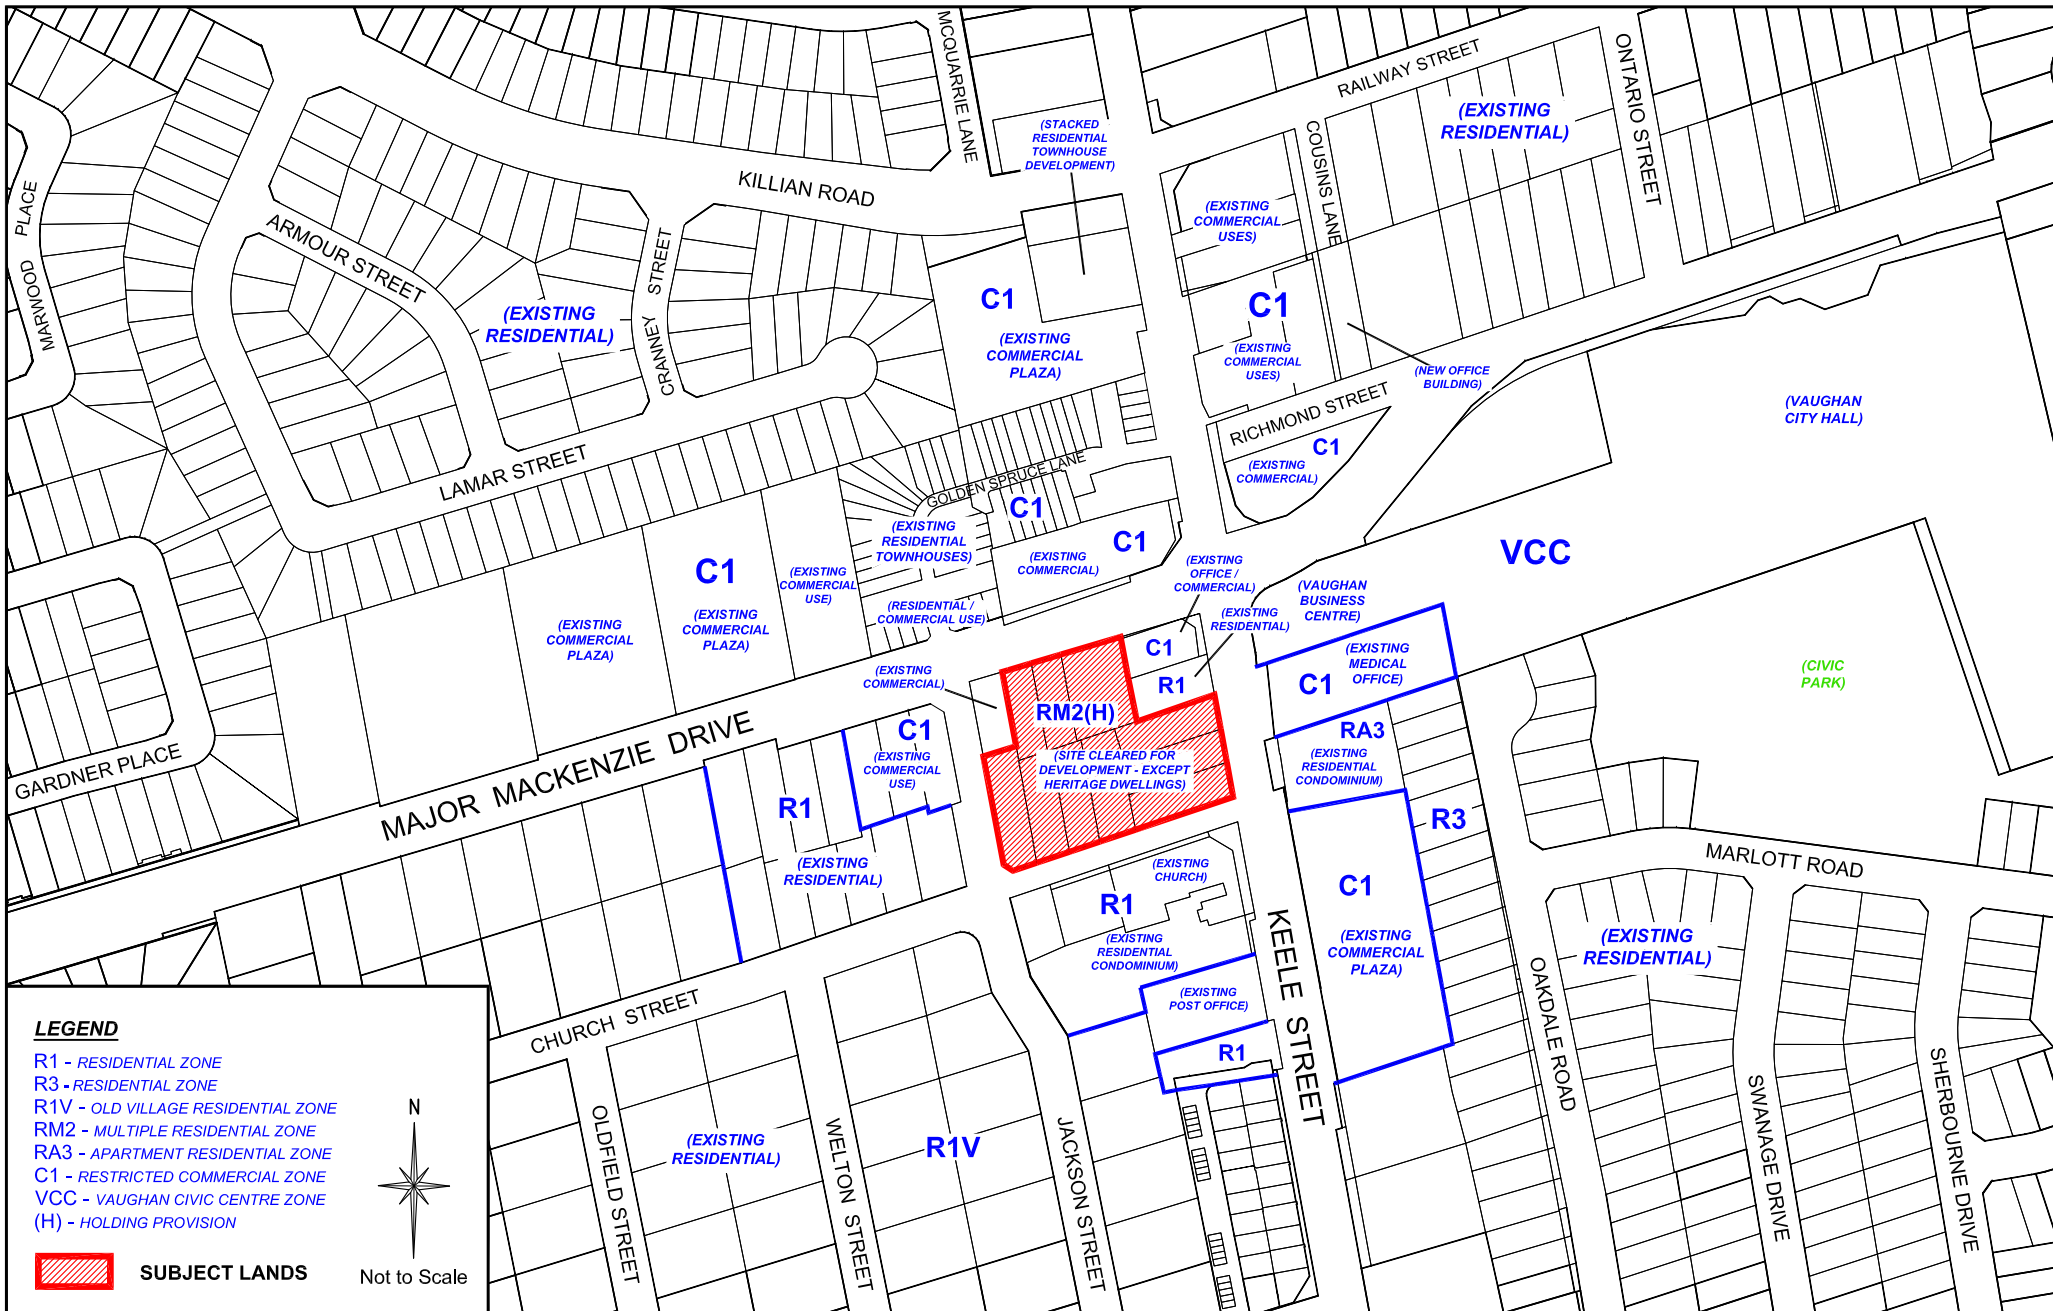 MCQUARRIE LANE
RAILWAY STREET
ONTARIO STREET
COUSINS LANE
(EXISTING
RESIDENTIAL)
(STACKED
RESIDENTIAL
TOWNHOUSE
DEVELOPMENT)
KILLIAN ROAD
MARWOOD PLACE
ARMOUR STREET
CRANNEY STREET
(EXISTING
RESIDENTIAL)
(EXISTING
COMMERCIAL
USES)
C1
(EXISTING
COMMERCIAL
PLAZA)
C1
(EXISTING
COMMERCIAL
USES)
(NEW OFFICE
BUILDING)
RICHMOND STREET
C1
(EXISTING
COMMERCIAL)
(VAUGHAN
CITY HALL)
LAMAR STREET
GOLDEN SPRUCE LANE
C1
(EXISTING
RESIDENTIAL
TOWNHOUSES)
C1
(EXISTING
COMMERCIAL)
VCC
(EXISTING
OFFICE /
COMMERCIAL)
(VAUGHAN
BUSINESS
CENTRE)
(EXISTING
RESIDENTIAL)
C1
(EXISTING
COMMERCIAL
PLAZA)
(EXISTING
COMMERCIAL
USE)
(EXISTING
COMMERCIAL
PLAZA)
(RESIDENTIAL /
COMMERCIAL USE)
(EXISTING
COMMERCIAL)
C1
R1
C1
(EXISTING
MEDICAL
OFFICE)
(CIVIC
PARK)
RM2(H)
(SITE CLEARED FOR
DEVELOPMENT - EXCEPT
HERITAGE DWELLINGS)
RA3
(EXISTING
RESIDENTIAL
CONDOMINIUM)
R3
GARDNER PLACE
MAJOR MACKENZIE DRIVE
C1
(EXISTING
COMMERCIAL
USE)
R1
(EXISTING
RESIDENTIAL)
(EXISTING
CHURCH)
R1
(EXISTING
RESIDENTIAL
CONDOMINIUM)
C1
(EXISTING
COMMERCIAL
PLAZA)
MARLOTT ROAD
(EXISTING
RESIDENTIAL)
KEELE STREET
OAKDALE ROAD
SWANAGE DRIVE
SHERBOURNE DRIVE
(EXISTING
POST OFFICE)
R1
CHURCH STREET
OLDFIELD STREET
WELTON STREET
JACKSON STREET
(EXISTING
RESIDENTIAL)
R1V
LEGEND
R1 - RESIDENTIAL ZONE
R3 - RESIDENTIAL ZONE
R1V - OLD VILLAGE RESIDENTIAL ZONE
RM2 - MULTIPLE RESIDENTIAL ZONE
RA3 - APARTMENT RESIDENTIAL ZONE
C1 - RESTRICTED COMMERCIAL ZONE
VCC - VAUGHAN CIVIC CENTRE ZONE
(H) - HOLDING PROVISION
SUBJECT LANDS
N
Not to Scale